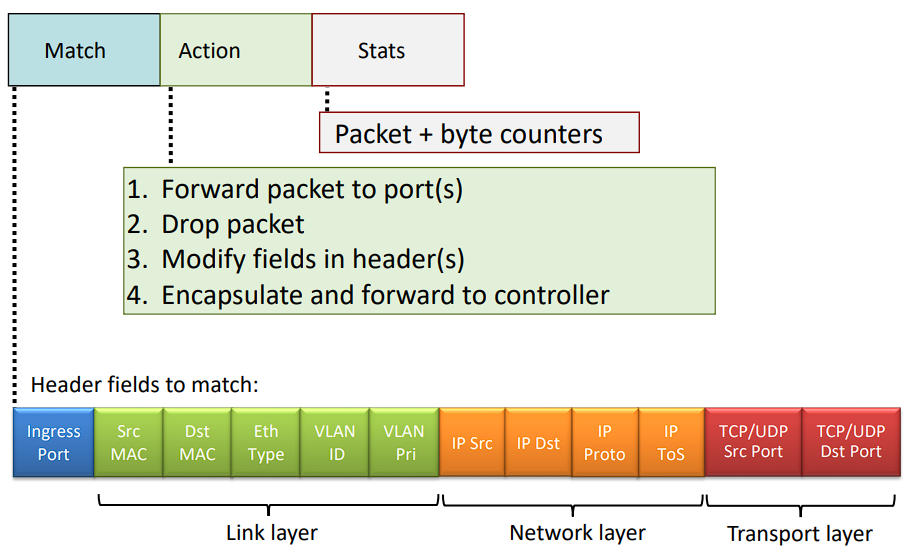 Match Action Stats
Packet + byte counters
1. Forward packet to port(s)
2. Drop packet
3. Modify fields in header(s)
4. Encapsulate and forward to controller
Header fields to match:
Ingress Port
Src MAC
Dst MAC
Eth Type
VLAN ID
VLAN Pri
IP Src
IP Dst
IP Proto
IP ToS
TCP/UDP Src Port
TCP/UDP Dst Port
Link layer Network layer Transport layer